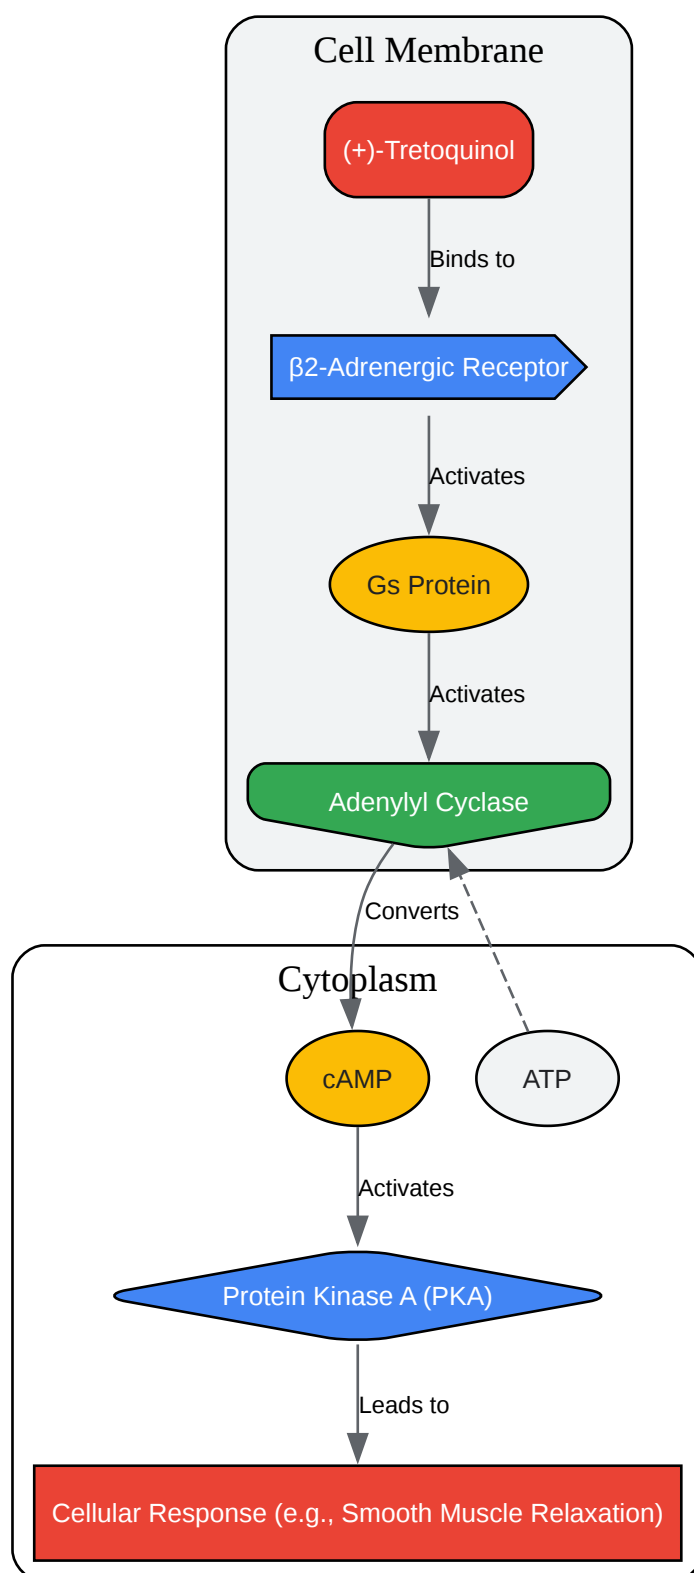 Cell Membrane
(+)-Tretoquinol
Binds to
β2-Adrenergic Receptor
Activates
Gs Protein
Activates
Adenylyl Cyclase
Converts
Cytoplasm
cAMP
ATP
Activates
Protein Kinase A (PKA)
Leads to
Cellular Response (e.g., Smooth Muscle Relaxation)